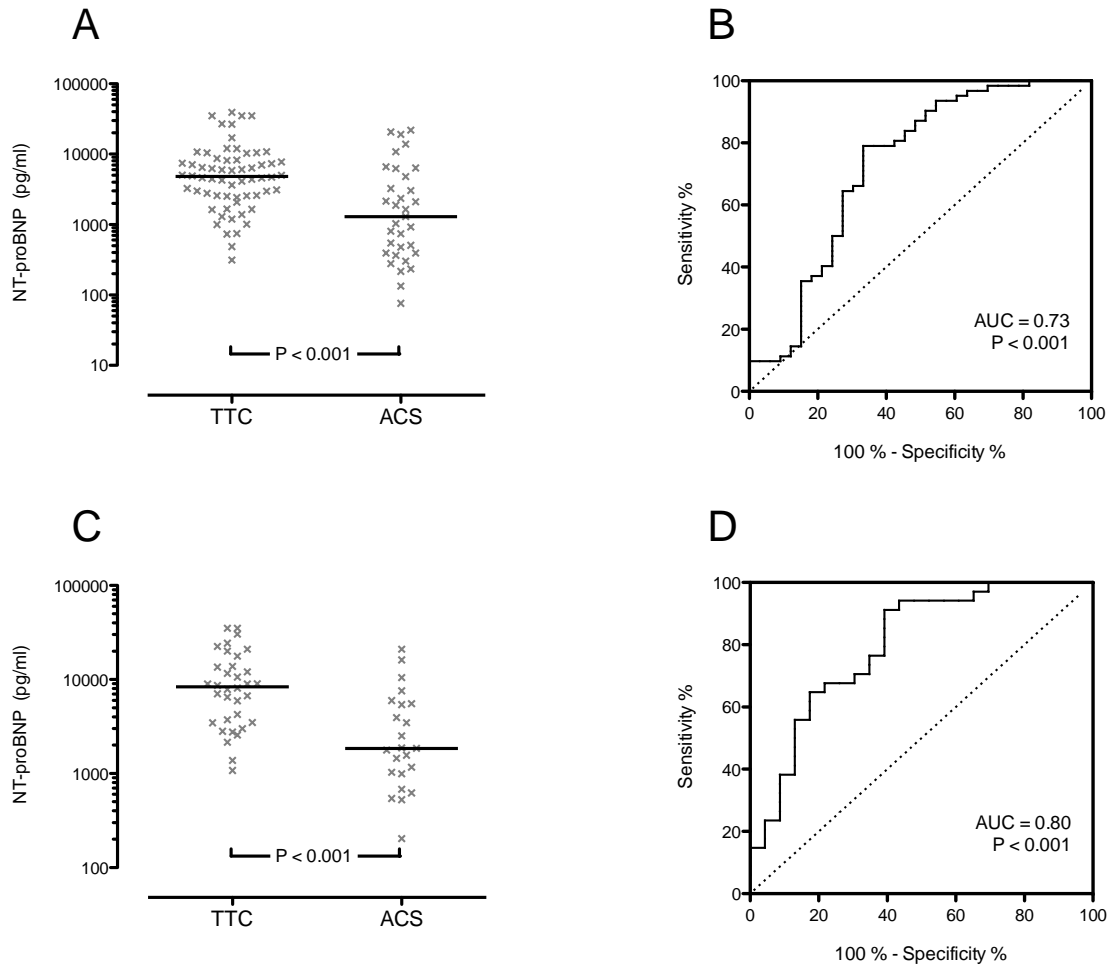 A
NT-proBNP (pg/ml)
100000
10000
1000
100
10
P < 0.001
TTC ACS
B
Sensitivity %
100
80
60
40
20
0
AUC = 0.73
P < 0.001
0 20 40 60 80 100
100 % - Specificity %
C
NT-proBNP (pg/ml)
100000
10000
1000
100
P < 0.001
TTC ACS
D
Sensitivity %
100
80
60
40
20
0
AUC = 0.80
P < 0.001
0 20 40 60 80 100
100 % - Specificity %